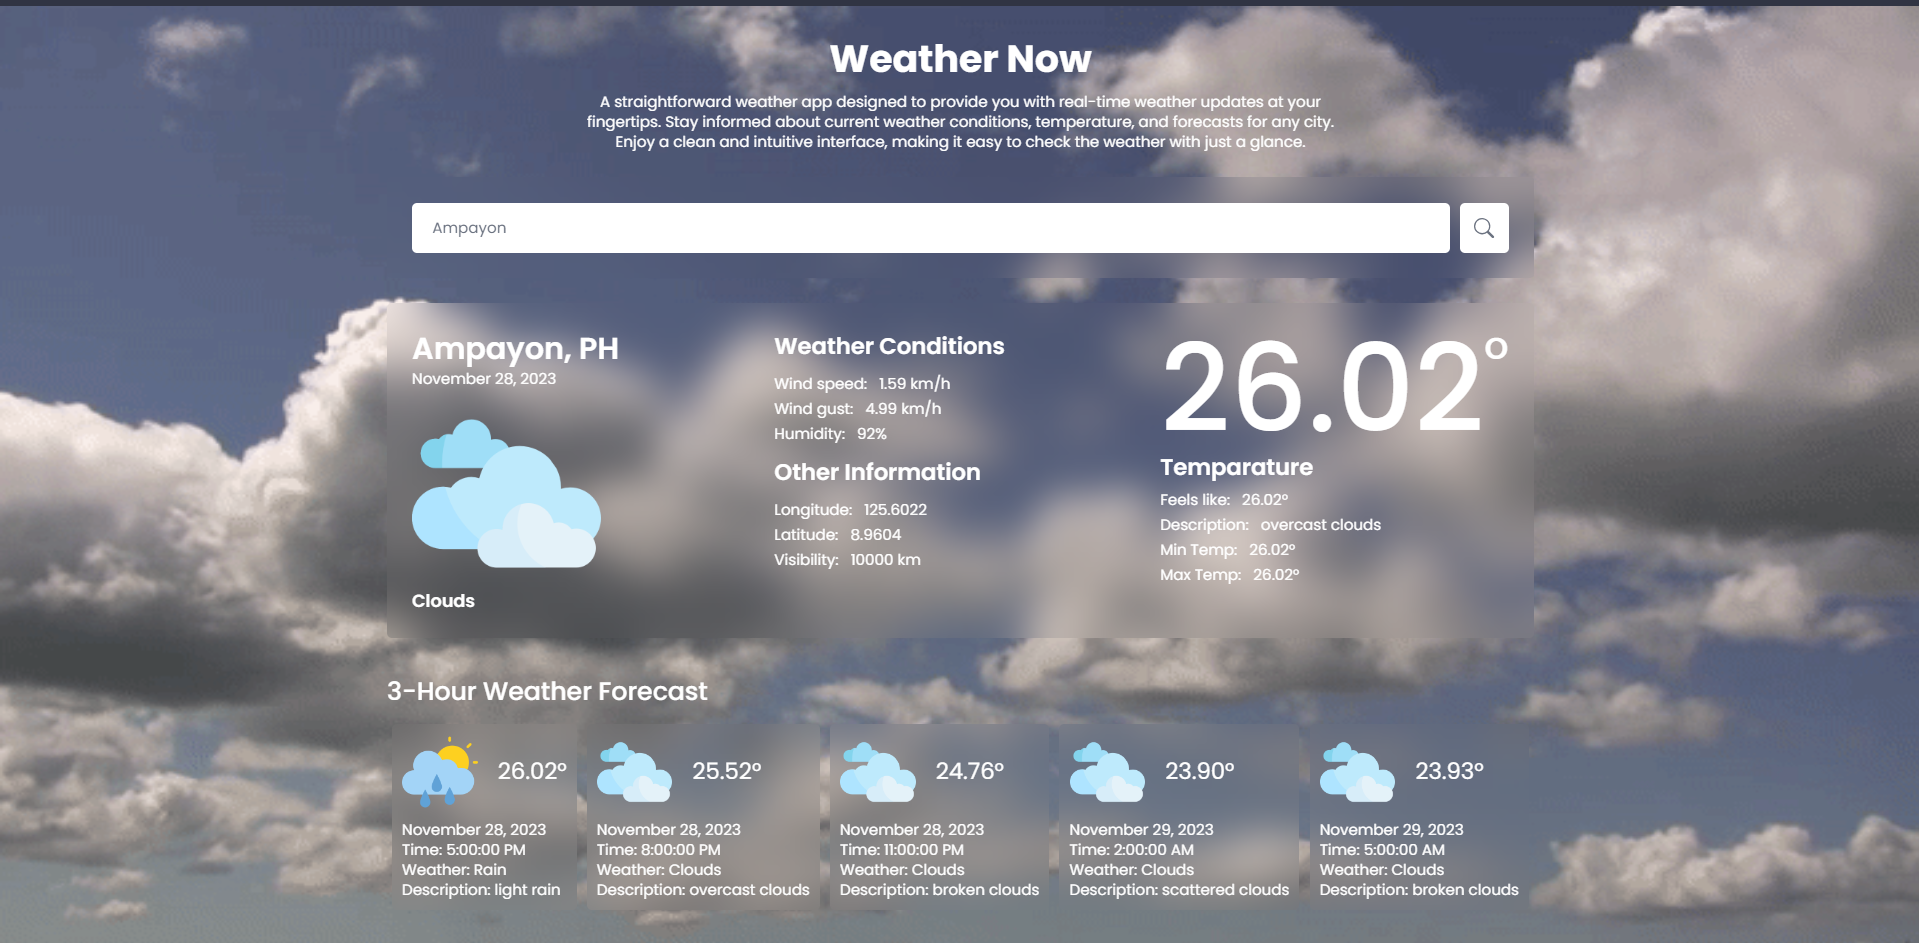 Weather Now
A straightforward weather app designed to provide you with real-time weather updates at your
fingertips. Stay informed about current weather conditions, temperature, and forecasts for any city.
Enjoy a clean and intuitive interface, making it easy to check the weather with just a glance.
Ampayon
Ampayon, PH
November 28, 2023
Clouds
Weather Conditions
Wind speed: 1.59 km/h
Wind gust: 4.99 km/h
Humidity: 92%
Other Information
Longitude: 125.6022
Latitude: 8.9604
Visibility: 10000 km
26.02°
Temparature
Feels like: 26.02°
Description: overcast clouds
Min Temp: 26.02°
Max Temp: 26.02°
3-Hour Weather Forecast
26.02°
November 28, 2023
Time: 5:00:00 PM
Weather: Rain
Description: light rain
25.52°
November 28, 2023
Time: 8:00:00 PM
Weather: Clouds
Description: overcast clouds
24.76°
November 28, 2023
Time: 11:00:00 PM
Weather: Clouds
Description: broken clouds
23.90°
November 29, 2023
Time: 2:00:00 AM
Weather: Clouds
Description: scattered clouds
23.93°
November 29, 2023
Time: 5:00:00 AM
Weather: Clouds
Description: broken clouds